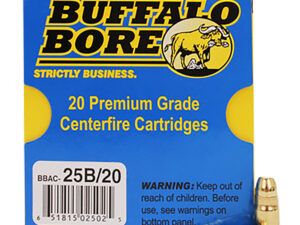 BUFFALO
BORE
STRICTLY BUSINESS.
20 Premium Grade
Centerfire Cartridges
BBAC- 25B/20
6 51815 02502 5
WARNING: Keep out of
reach of children. Before
use, see warnings on
bottom panel.